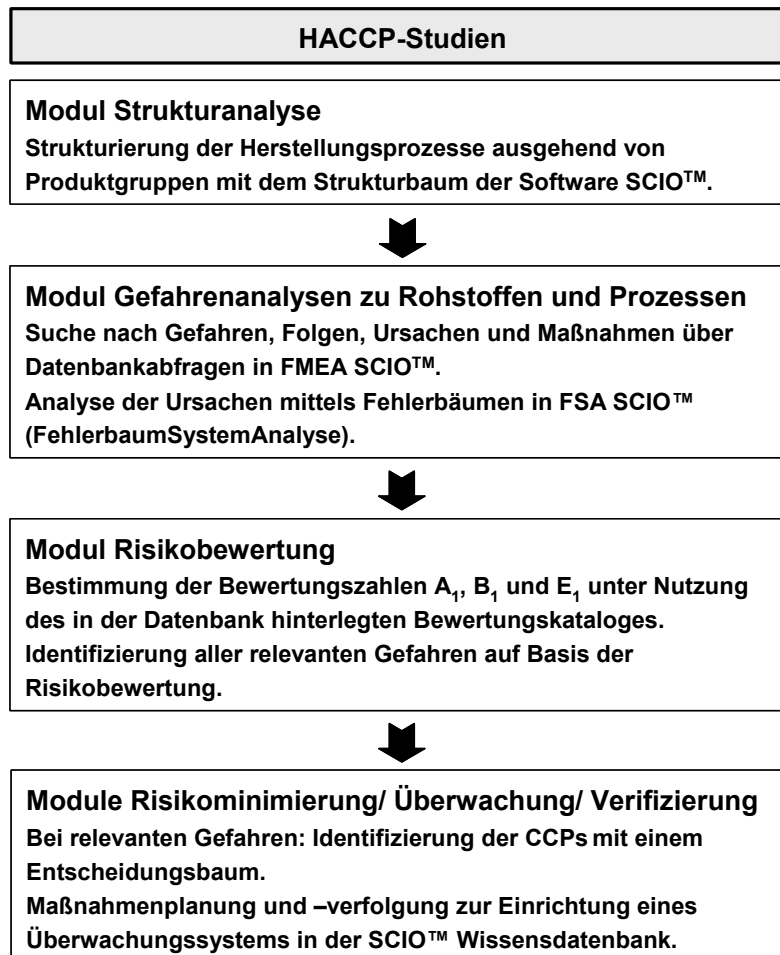 HACCP-Studien
Modul Strukturanalyse
Strukturierung der Herstellungsprozesse ausgehend von
Produktgruppen mit dem Strukturbaum der Software SCIO™.
Modul Gefahrenanalysen zu Rohstoffen und Prozessen
Suche nach Gefahren, Folgen, Ursachen und Maßnahmen über
Datenbankabfragen in FMEA SCIO™.
Analyse der Ursachen mittels Fehlerbäumen in FSA SCIO™
(FehlerbaumSystemAnalyse).
Modul Risikobewertung
Bestimmung der Bewertungszahlen A₁, B₁ und E₁ unter Nutzung
des in der Datenbank hinterlegten Bewertungskataloges.
Identifizierung aller relevanten Gefahren auf Basis der
Risikobewertung.
Module Risikominimierung/ Überwachung/ Verifizierung
Bei relevanten Gefahren: Identifizierung der CCPs mit einem
Entscheidungsbaum.
Maßnahmenplanung und –verfolgung zur Einrichtung eines
Überwachungssystems in der SCIO™ Wissensdatenbank.